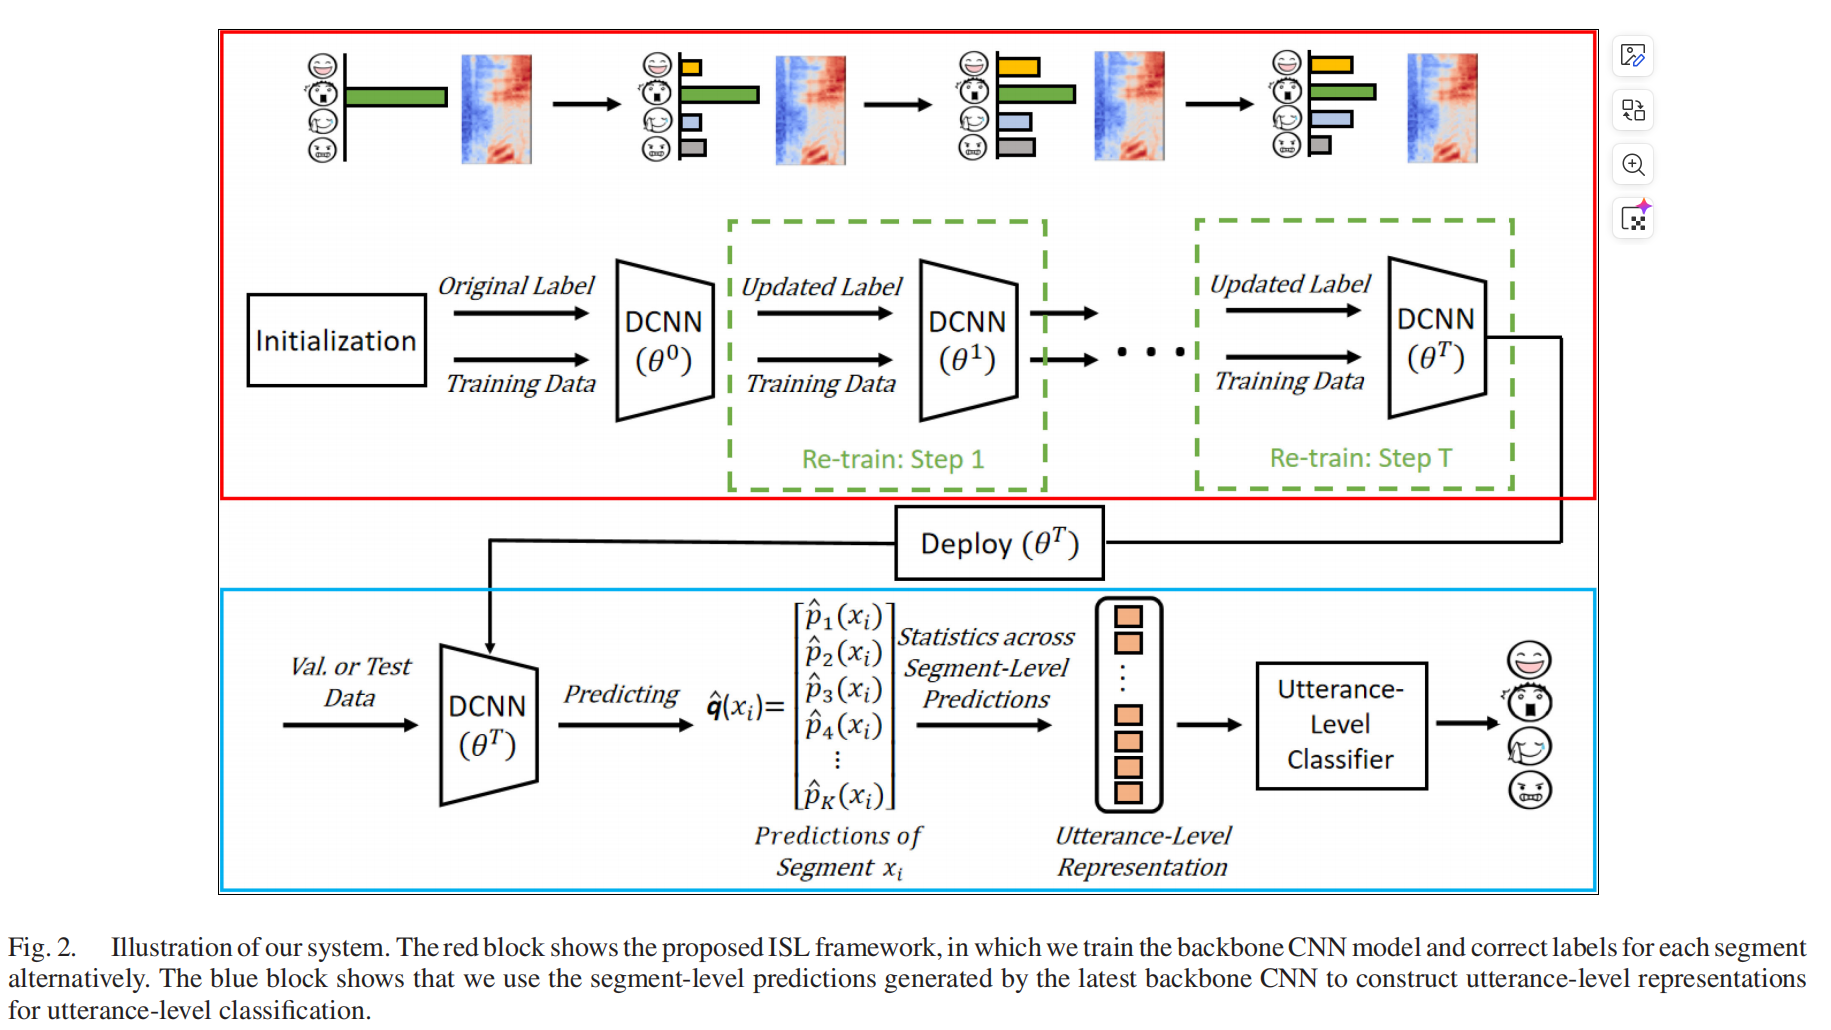 Original Label
Training Data
Initialization
DCNN
(θ⁰)
Updated Label
Training Data
DCNN
(θ¹)
Re-train: Step 1
• • •
Updated Label
Training Data
DCNN
(θᵀ)
Re-train: Step T
Deploy (θᵀ)
Val. or Test
Data
DCNN
(θᵀ)
Predicting
q̂(xᵢ)=
p̂₁(xᵢ)
p̂₂(xᵢ)
p̂₃(xᵢ)
p̂₄(xᵢ)
⋮
p̂_K(xᵢ)
Predictions of
Segment xᵢ
Statistics across
Segment-Level
Predictions
Utterance-Level
Representation
Utterance-
Level
Classifier
Fig. 2. Illustration of our system. The red block shows the proposed ISL framework, in which we train the backbone CNN model and correct labels for each segment
alternatively. The blue block shows that we use the segment-level predictions generated by the latest backbone CNN to construct utterance-level representations
for utterance-level classification.